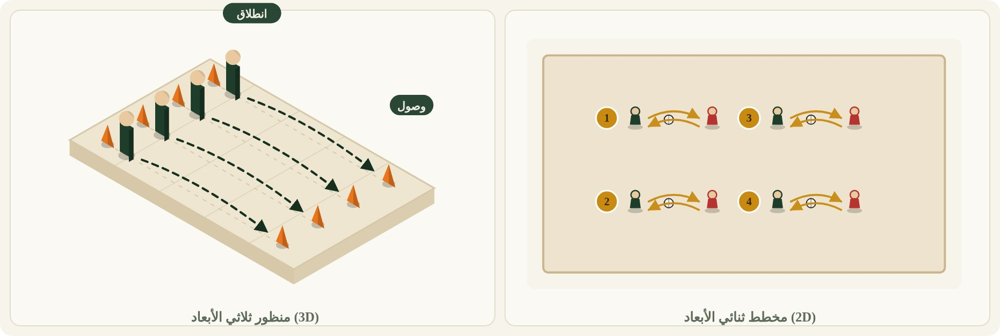 انطلاق
وصول
1
3
2
4
منظور ثلاثي الأبعاد (3D)
مخطط ثنائي الأبعاد (2D)